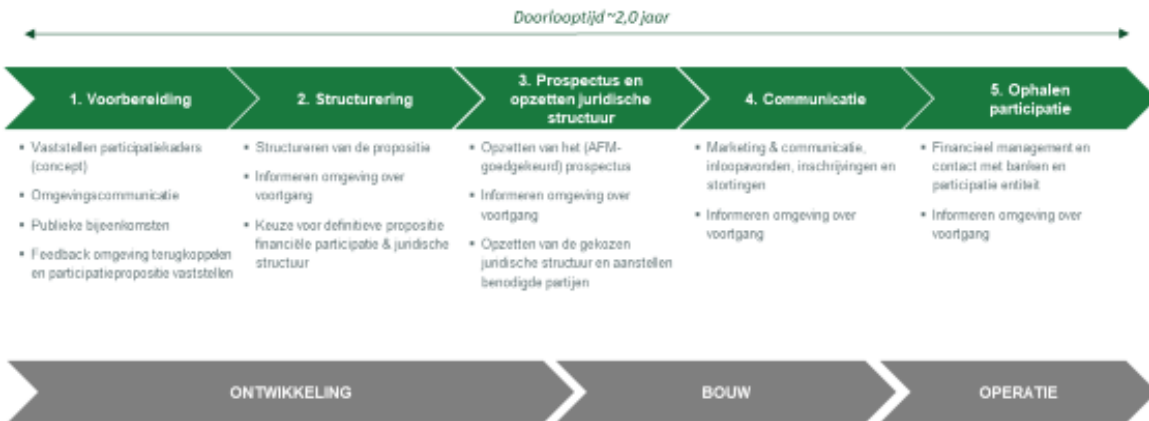 Doorlooptijd ~2,0 jaar
1. Voorbereiding
2. Structurering
3. Prospectus en
opzetten juridische
structuur
4. Communicatie
5. Ophalen
participatie
▪ Vaststellen participatiekaders
(concept)
▪ Omgevingscommunicatie
▪ Publieke bijeenkomsten
▪ Feedback omgeving terugkoppelen
en participatiepropositie vaststellen
▪ Structureren van de propositie
▪ Informeren omgeving over
voortgang
▪ Keuze voor definitieve propositie
financiële participatie & juridische
structuur
▪ Opzetten van het (AFM-
goedgekeurd) prospectus
▪ Informeren omgeving over
voortgang
▪ Opzetten van de gekozen
juridische structuur en aanstellen
benodigde partijen
▪ Marketing & communicatie,
inloopavonden, inschrijvingen en
stortingen
▪ Informeren omgeving over
voortgang
▪ Financieel management en
contact met banken en
participatie entiteit
▪ Informeren omgeving over
voortgang
ONTWIKKELING
BOUW
OPERATIE